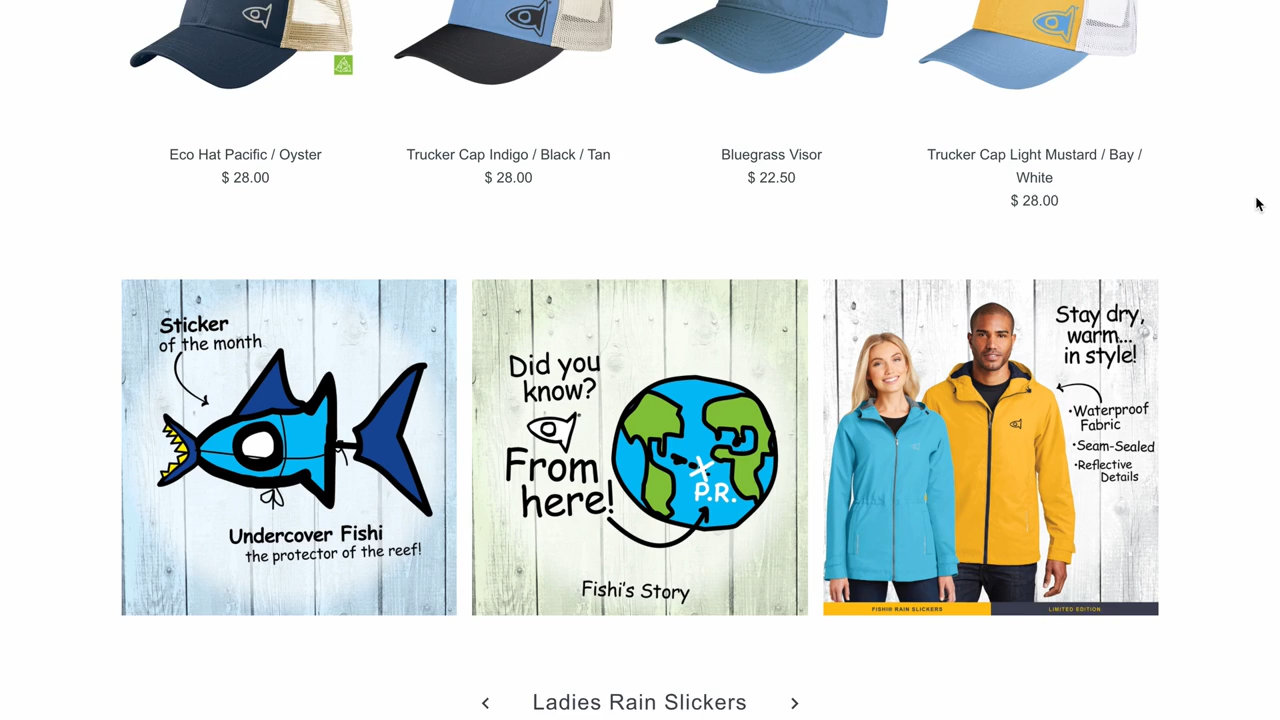 Eco Hat Pacific / Oyster
$ 28.00
Trucker Cap Indigo / Black / Tan
$ 28.00
Bluegrass Visor
$ 22.50
Trucker Cap Light Mustard / Bay /
White
$ 28.00
Sticker
of the month
Undercover Fishi
the protector of the reef!
Did you
know?
From
here!
P.R.
Fishi's Story
Stay dry,
warm...
in style!
•Waterproof
Fabric
•Seam-Sealed
•Reflective
Details
FISHI® RAIN SLICKERS
LIMITED EDITION
‹ Ladies Rain Slickers ›